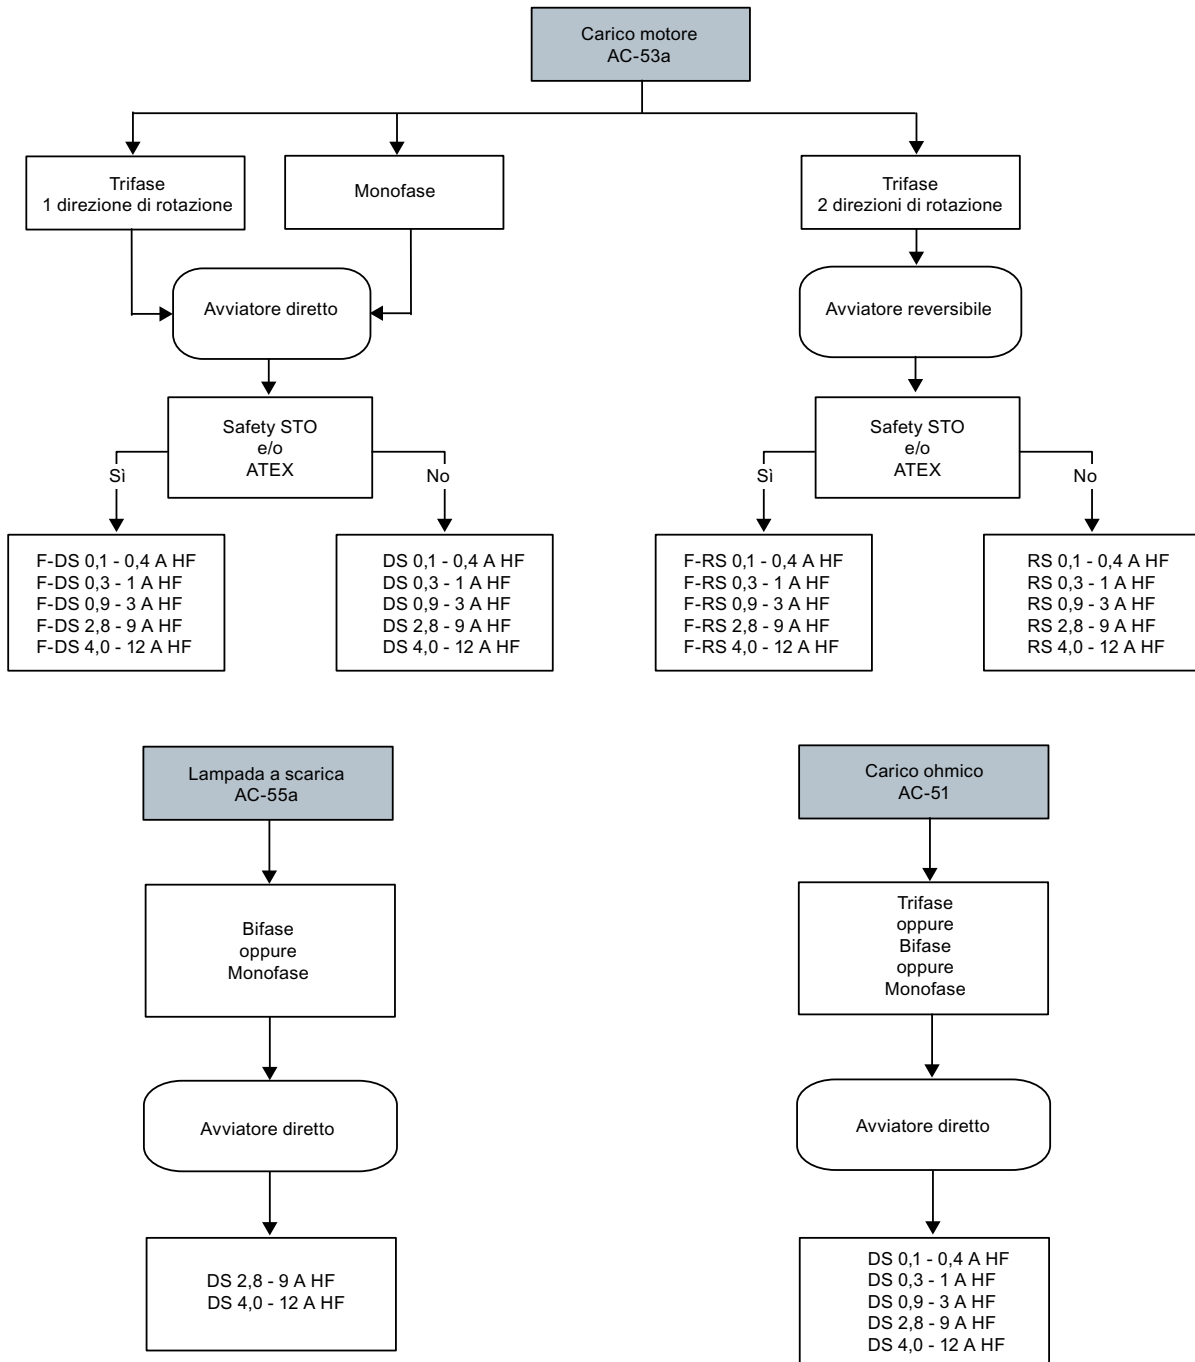 Carico motore
AC-53a
Trifase
1 direzione di rotazione
Monofase
Trifase
2 direzioni di rotazione
Avviatore diretto
Avviatore reversibile
Safety STO
e/o
ATEX
Safety STO
e/o
ATEX
Sì
No
Sì
No
F-DS 0,1 - 0,4 A HF
F-DS 0,3 - 1 A HF
F-DS 0,9 - 3 A HF
F-DS 2,8 - 9 A HF
F-DS 4,0 - 12 A HF
DS 0,1 - 0,4 A HF
DS 0,3 - 1 A HF
DS 0,9 - 3 A HF
DS 2,8 - 9 A HF
DS 4,0 - 12 A HF
F-RS 0,1 - 0,4 A HF
F-RS 0,3 - 1 A HF
F-RS 0,9 - 3 A HF
F-RS 2,8 - 9 A HF
F-RS 4,0 - 12 A HF
RS 0,1 - 0,4 A HF
RS 0,3 - 1 A HF
RS 0,9 - 3 A HF
RS 2,8 - 9 A HF
RS 4,0 - 12 A HF
Lampada a scarica
AC-55a
Bifase
oppure
Monofase
Avviatore diretto
DS 2,8 - 9 A HF
DS 4,0 - 12 A HF
Carico ohmico
AC-51
Trifase
oppure
Bifase
oppure
Monofase
Avviatore diretto
DS 0,1 - 0,4 A HF
DS 0,3 - 1 A HF
DS 0,9 - 3 A HF
DS 2,8 - 9 A HF
DS 4,0 - 12 A HF